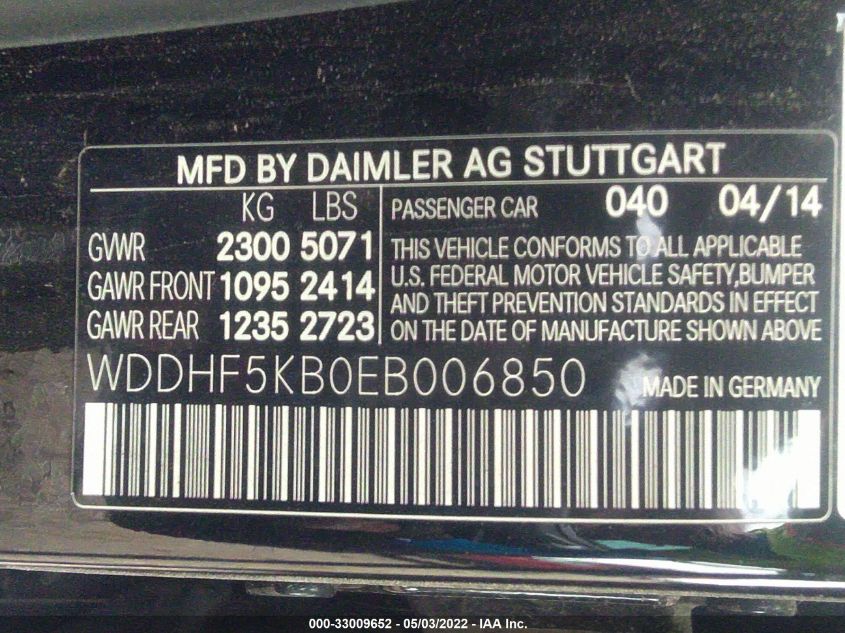 MFD BY DAIMLER AG STUTTGART
KG LBS
GVWR 2300 5071
GAWR FRONT 1095 2414
GAWR REAR 1235 2723
PASSENGER CAR 040 04/14
THIS VEHICLE CONFORMS TO ALL APPLICABLE
U.S. FEDERAL MOTOR VEHICLE SAFETY,BUMPER
AND THEFT PREVENTION STANDARDS IN EFFECT
ON THE DATE OF MANUFACTURE SHOWN ABOVE
WDDHF5KB0EB006850 MADE IN GERMANY
000-33009652 - 05/03/2022 - IAA Inc.